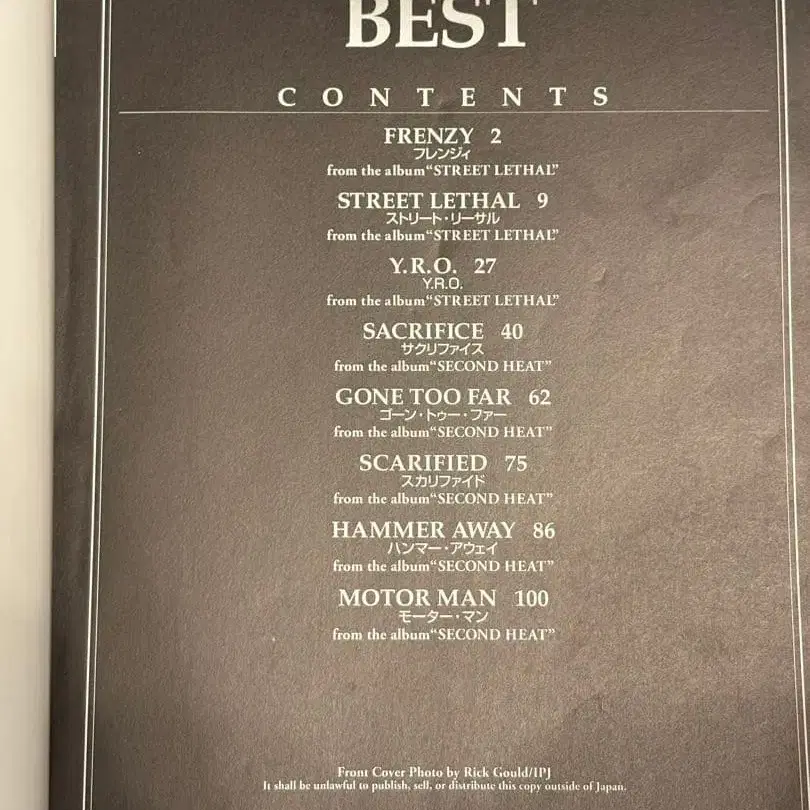 BEST
CONTENTS
FRENZY 2
フレンジィ
from the album “STREET LETHAL”
STREET LETHAL 9
ストリート・リーサル
from the album “STREET LETHAL”
Y.R.O. 27
Y.R.O.
from the album “STREET LETHAL”
SACRIFICE 40
サクリファイス
from the album “SECOND HEAT”
GONE TOO FAR 62
ゴーン・トゥー・ファー
from the album “SECOND HEAT”
SCARIFIED 75
スカリファイド
from the album “SECOND HEAT”
HAMMER AWAY 86
ハンマー・アウェイ
from the album “SECOND HEAT”
MOTOR MAN 100
モーター・マン
from the album “SECOND HEAT”
Front Cover Photo by Rick Gould/IPJ
It shall be unlawful to publish, sell, or distribute this copy outside of Japan.